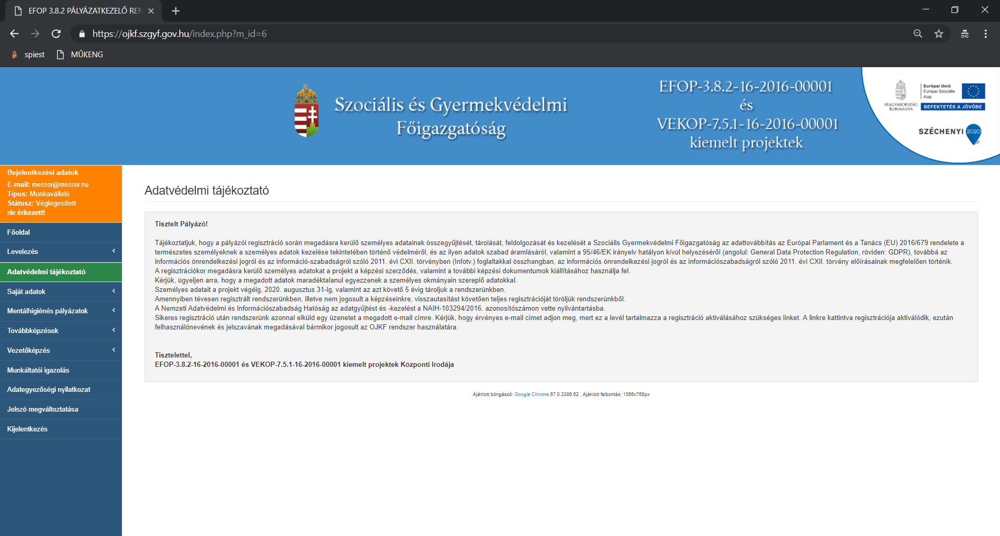 EFOP 3.8.2 PÁLYÁZATKEZELŐ REN
https://ojkf.szgyf.gov.hu/index.php?m_id=6
spiest
MŰKENG
Szociális és Gyermekvédelmi
Főigazgatóság
EFOP-3.8.2-16-2016-00001
és
VEKOP-7.5.1-16-2016-00001
kiemelt projektek
Magyarország
Kormánya
Európai Unió
Európai Szociális
Alap
BEFEKTETÉS A JÖVŐBE
SZÉCHENYI 2020
Bejelentkezési adatok
E-mail: messor@messor.hu
Típus: Munkavállaló
Státusz: Véglegesített
ele érkezett!
Főoldal
Levelezés
Adatvédelmi tájékoztató
Saját adatok
Mentálhigiénés pályázatok
Továbbképzések
Vezetőképzés
Munkáltatói igazolás
Adategyezőségi nyilatkozat
Jelszó megváltoztatása
Kijelentkezés
Adatvédelmi tájékoztató
Tisztelt Pályázó!
Tájékoztatjuk, hogy a pályázói regisztráció során megadásra kerülő személyes adatainak összegyűjtését, tárolását, feldolgozását és kezelését a Szociális Gyermekvédelmi Főigazgatóság az adattovábbítás az Európai Parlament és a Tanács (EU) 2016/679 rendelete a
természetes személyeknek a személyes adatok kezelése tekintetében történő védelméről, és az ilyen adatok szabad áramlásáról, valamint a 95/46/EK irányelv hatályon kívül helyezéséről (angolul: General Data Protection Regulation, röviden: GDPR), továbbá az
információs önrendelkezési jogról és az információ-szabadságról szóló 2011. évi CXII. törvényben (Infotv.) foglaltakkal összhangban, az információs önrendelkezési jogról és az információszabadságról szóló 2011. évi CXII. törvény előírásainak megfelelően történik.
A regisztrációkor megadásra kerülő személyes adatokat a projekt a képzési szerződés, valamint a további képzési dokumentumok kiállításához használja fel.
Kérjük, ügyeljen arra, hogy a megadott adatok maradéktalanul egyezzenek a személyes okmányain szereplő adatokkal.
Személyes adatait a projekt végéig, 2020. augusztus 31-ig, valamint az azt követő 5 évig tároljuk a rendszerünkben.
Amennyiben tévesen regisztrált rendszerünkben, illetve nem jogosult a képzéseinkre, visszautasítást követően teljes regisztrációját töröljük rendszerünkből.
A Nemzeti Adatvédelmi és Információszabadság Hatóság az adatgyűjtést és -kezelést a NAIH-103294/2016. azonosítószámon vette nyilvántartásba.
Sikeres regisztráció után rendszerünk azonnal elküld egy üzenetet a megadott e-mail címre. Kérjük, hogy érvényes e-mail címet adjon meg, mert ez a levél tartalmazza a regisztráció aktiválásához szükséges linket. A linkre kattintva regisztrációja aktiválódik, ezután
felhasználónevének és jelszavának megadásával bármikor jogosult az OJKF rendszer használatára.
Tisztelettel,
EFOP-3.8.2-16-2016-00001 és VEKOP-7.5.1-16-2016-00001 kiemelt projektek Központi Irodája
Ajánlott böngésző: Google Chrome 67.0.3396.62 , Ajánlott felbontás: 1366x768px